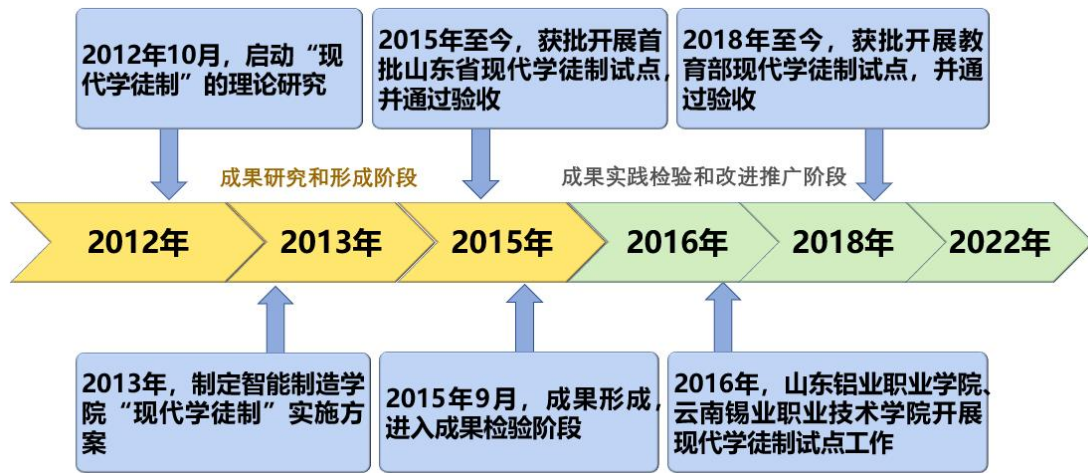 2012年10月，启动“现
代学徒制”的理论研究
2015年至今，获批开展首
批山东省现代学徒制试点，
并通过验收
2018年至今，获批开展教
育部现代学徒制试点，并通
过验收
成果研究和形成阶段
成果实践检验和改进推广阶段
2012年
2013年
2015年
2016年
2018年
2022年
2013年，制定智能制造学
院“现代学徒制”实施方
案
2015年9月，成果形成，
进入成果检验阶段
2016年，山东铝业职业学院、
云南锡业职业技术学院开展
现代学徒制试点工作